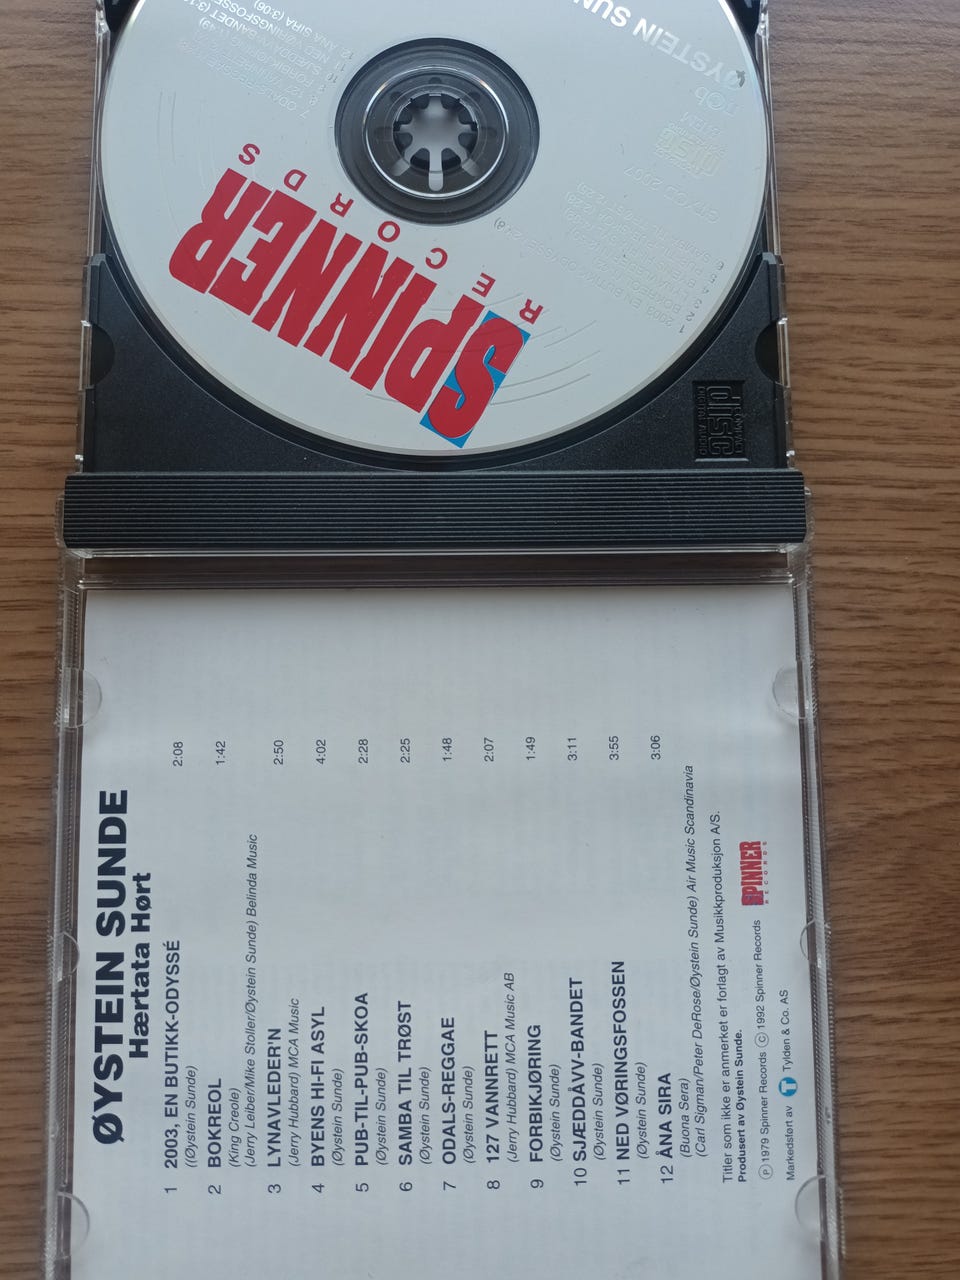 ØYSTEIN SUNDE
Hærtata Hørt
1 2003, EN BUTIKK-ODYSSÉ 2:08
((Øystein Sunde)
2 BOKREOL 1:42
(King Creole)
(Jerry Leiber/Mike Stoller/Øystein Sunde) Belinda Music
3 LYNAVLEDER'N 2:50
(Jerry Hubbard) MCA Music
4 BYENS HI-FI ASYL 4:02
(Øystein Sunde)
5 PUB-TIL-PUB-SKOA 2:28
(Øystein Sunde)
6 SAMBA TIL TRØST 2:25
(Øystein Sunde)
7 ODALS-REGGAE 1:48
(Øystein Sunde)
8 127 VANNRETT 2:07
(Jerry Hubbard) MCA Music AB
9 FORBIKJØRING 1:49
(Øystein Sunde)
10 SJÆDDÅVV-BANDET 3:11
(Øystein Sunde)
11 NED VØRINGSFOSSEN 3:55
(Øystein Sunde)
12 ÅNA SIRA 3:06
(Buona Sera)
(Carl Sigman/Peter DeRose/Øystein Sunde) Air Music Scandinavia
Titler som ikke er anmerket er forlagt av Musikkproduksjon A/S.
Produsert av Øystein Sunde.
Ⓟ 1979 Spinner Records Ⓒ 1992 Spinner Records
SPINNER
RECORDS
Markedsført av T Tylden & Co. AS
SPINNER
RECORDS
ØYSTEIN SUN
COMPACT
disc
DIGITAL AUDIO